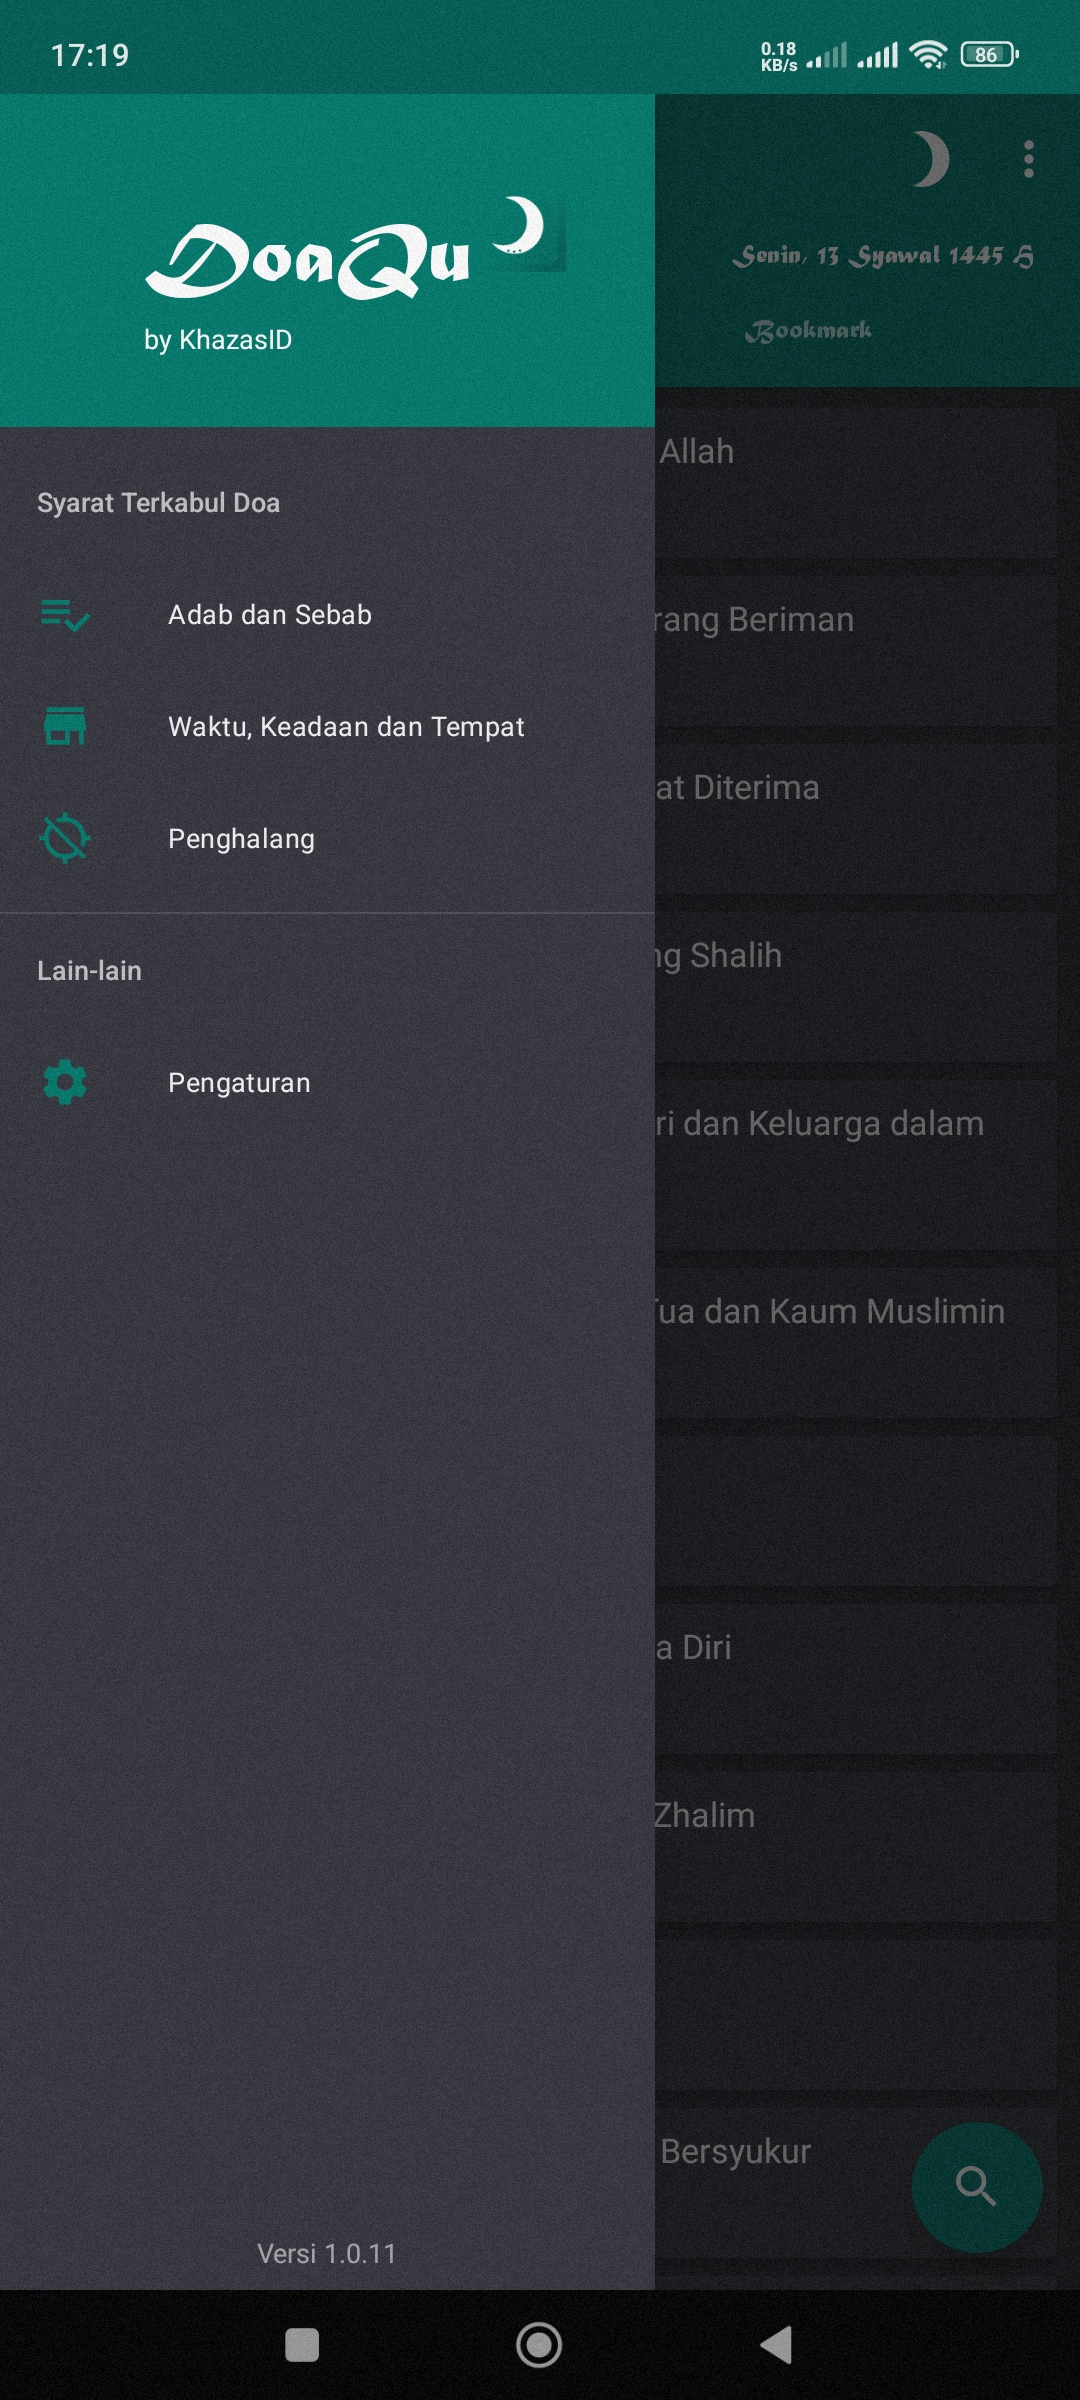 17:19
0.18
KB/s
86
DoaQu
by KhazasID
Senin, 13 Syawal 1445 H
Bookmark
Syarat Terkabul Doa
Adab dan Sebab
Waktu, Keadaan dan Tempat
Penghalang
Lain-lain
Pengaturan
Versi 1.0.11
Allah
rang Beriman
at Diterima
ng Shalih
ri dan Keluarga dalam
Tua dan Kaum Muslimin
a Diri
Zhalim
Bersyukur